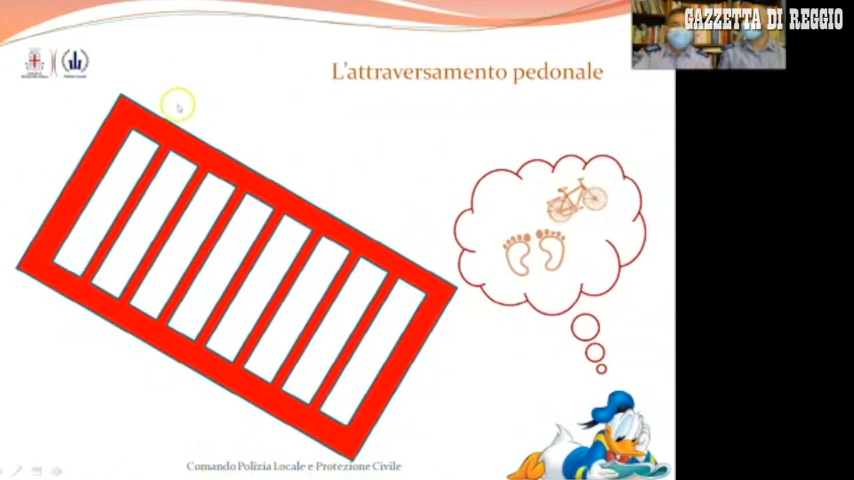 GAZZETTA DI REGGIO
L'attraversamento pedonale
Comando Polizia Locale e Protezione Civile